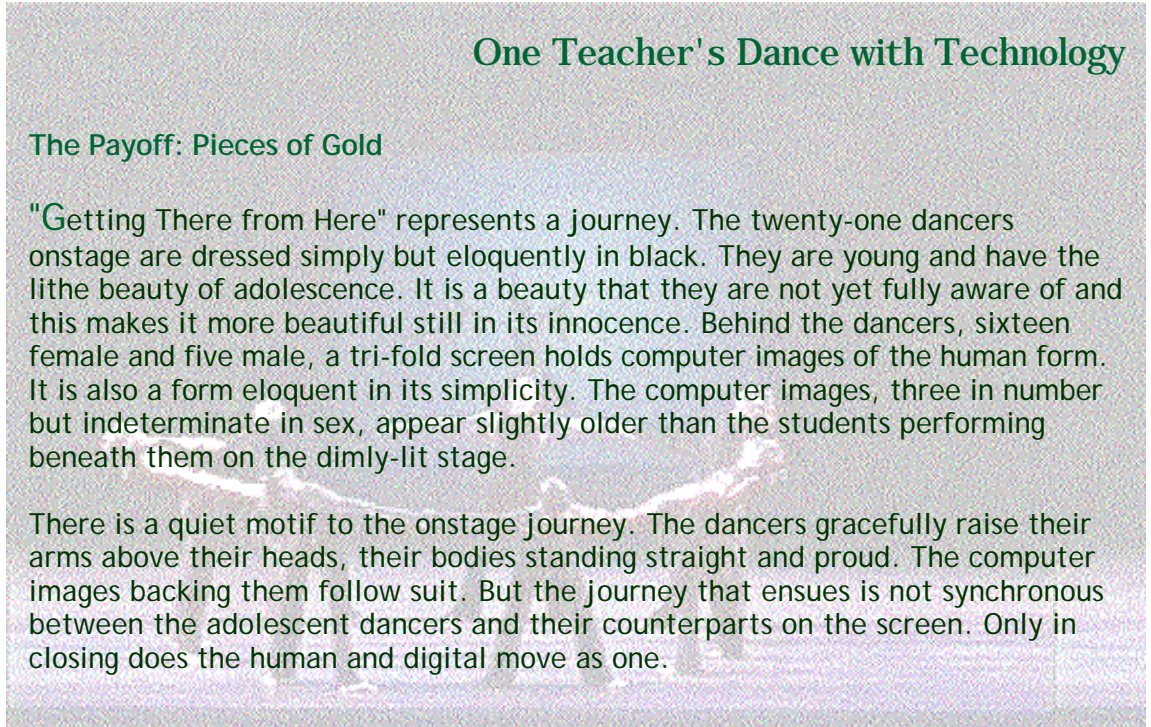 One Teacher's Dance with Technology
The Payoff: Pieces of Gold
"Getting There from Here" represents a journey. The twenty-one dancers
onstage are dressed simply but eloquently in black. They are young and have the
lithe beauty of adolescence. It is a beauty that they are not yet fully aware of and
this makes it more beautiful still in its innocence. Behind the dancers, sixteen
female and five male, a tri-fold screen holds computer images of the human form.
It is also a form eloquent in its simplicity. The computer images, three in number
but indeterminate in sex, appear slightly older than the students performing
beneath them on the dimly-lit stage.
There is a quiet motif to the onstage journey. The dancers gracefully raise their
arms above their heads, their bodies standing straight and proud. The computer
images backing them follow suit. But the journey that ensues is not synchronous
between the adolescent dancers and their counterparts on the screen. Only in
closing does the human and digital move as one.